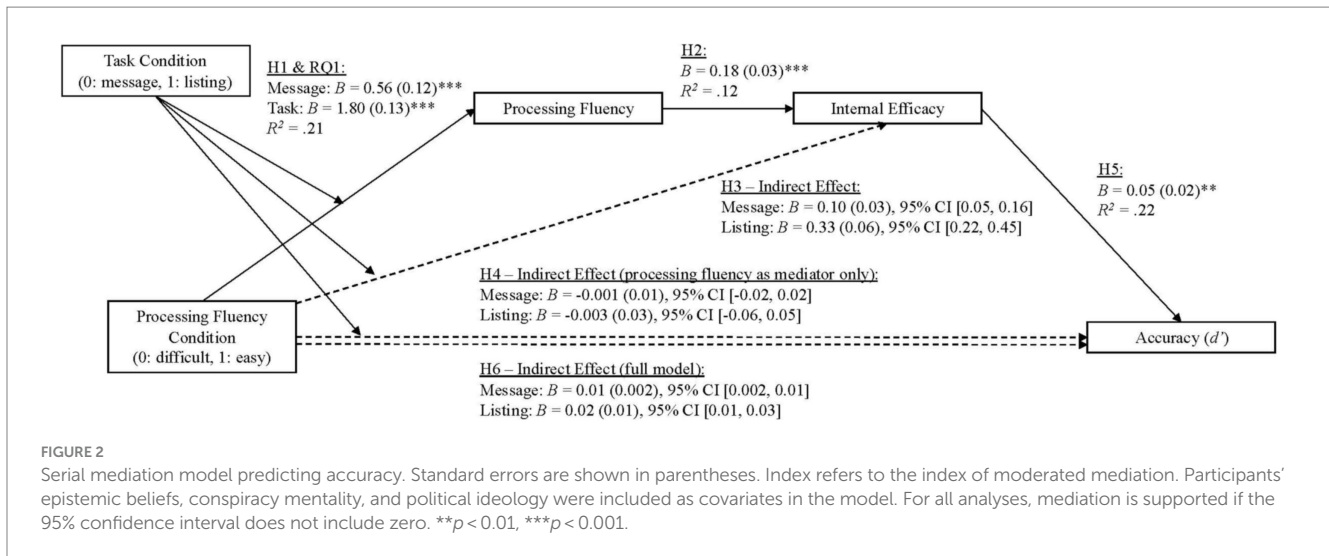 Task Condition
(0: message, 1: listing)
H1 & RQ1:
Message: B = 0.56 (0.12)***
Task: B = 1.80 (0.13)***
R² = .21
Processing Fluency
H2:
B = 0.18 (0.03)***
R² = .12
Internal Efficacy
H3 – Indirect Effect:
Message: B = 0.10 (0.03), 95% CI [0.05, 0.16]
Listing: B = 0.33 (0.06), 95% CI [0.22, 0.45]
H5:
B = 0.05 (0.02)**
R² = .22
H4 – Indirect Effect (processing fluency as mediator only):
Message: B = -0.001 (0.01), 95% CI [-0.02, 0.02]
Listing: B = -0.003 (0.03), 95% CI [-0.06, 0.05]
Processing Fluency
Condition
(0: difficult, 1: easy)
Accuracy (d')
H6 – Indirect Effect (full model):
Message: B = 0.01 (0.002), 95% CI [0.002, 0.01]
Listing: B = 0.02 (0.01), 95% CI [0.01, 0.03]
FIGURE 2
Serial mediation model predicting accuracy. Standard errors are shown in parentheses. Index refers to the index of moderated mediation. Participants'
epistemic beliefs, conspiracy mentality, and political ideology were included as covariates in the model. For all analyses, mediation is supported if the
95% confidence interval does not include zero. **p < 0.01, ***p < 0.001.